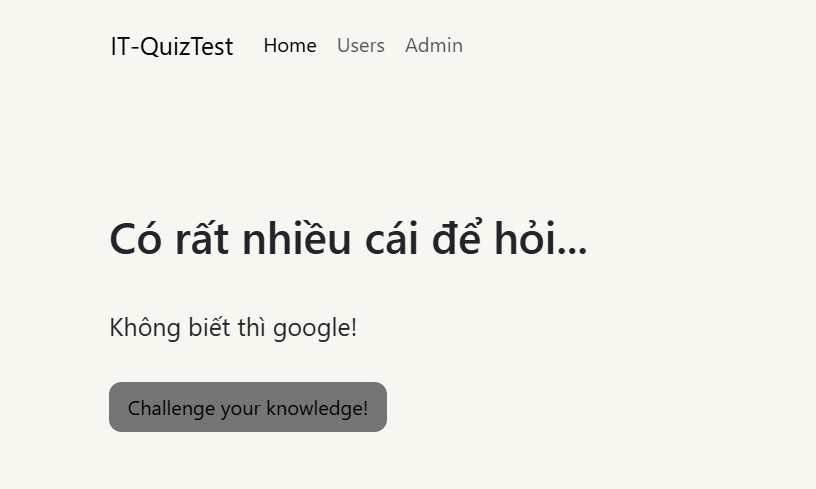 IT-QuizTest Home Users Admin
Có rất nhiều cái để hỏi...
Không biết thì google!
Challenge your knowledge!